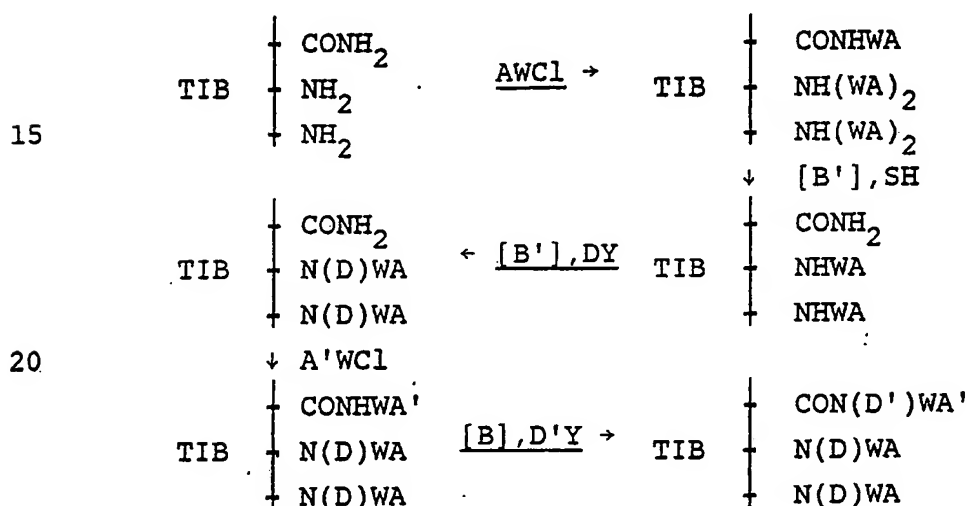 CONH2 CONHWA
TIB NH2 AWCl → TIB NH(WA)2
15 NH2 NH(WA)2
↓ [B'],SH
CONH2 CONH2
TIB N(D)WA ← [B'],DY TIB NHWA
N(D)WA NHWA
20 ↓ A'WCl
CONHWA' CON(D')WA'
TIB N(D)WA [B],D'Y → TIB N(D)WA
N(D)WA N(D)WA